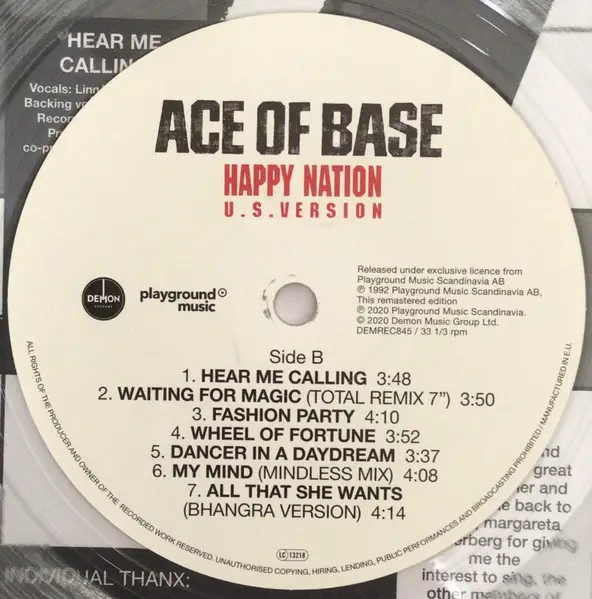 HEAR ME
Vocals:
Backing
ACE OF BASE
HAPPY NATION
U.S. VERSION
DEMON
RECORDS
playground
music
Released under exclusive licence from
Playground Music Scandinavia AB
℗ 1992 Playground Music Scandinavia AB,
This remastered edition
℗ 2020 Playground Music Scandinavia.
© 2020 Demon Music Group Ltd.
DEMREC845 / 33 1/3 rpm
Side B
1. HEAR ME CALLING 3:48
2. WAITING FOR MAGIC (TOTAL REMIX 7”) 3:50
3. FASHION PARTY 4:10
4. WHEEL OF FORTUNE 3:52
5. DANCER IN A DAYDREAM 3:37
6. MY MIND (MINDLESS MIX) 4:08
7. ALL THAT SHE WANTS
(BHANGRA VERSION) 4:14
LC 13218
ALL RIGHTS OF THE PRODUCER AND OWNER OF THE RECORDED WORK RESERVED. UNAUTHORISED COPYING, HIRING, LENDING, PUBLIC PERFORMANCES AND BROADCASTING PROHIBITED / MANUFACTURED IN E.U.
great
and
back to
margareta
for giving
me the
interest to sing, the
other members of
INDIVIDUAL THANX: